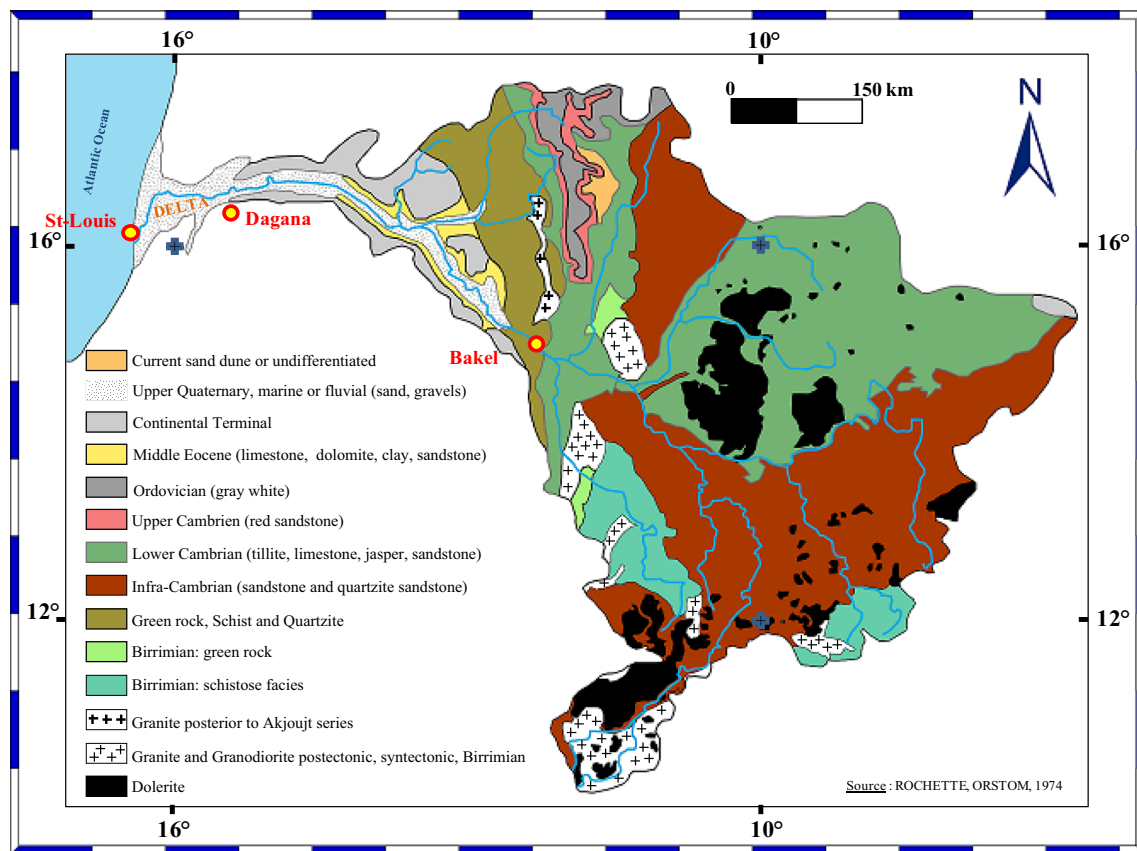 16°
10°
0
150 km
N
Atlantic Ocean
DELTA
St-Louis
Dagana
16°
16°
Bakel
Current sand dune or undifferentiated
Upper Quaternary, marine or fluvial (sand, gravels)
Continental Terminal
Middle Eocene (limestone, dolomite, clay, sandstone)
Ordovician (gray white)
Upper Cambrien (red sandstone)
Lower Cambrian (tillite, limestone, jasper, sandstone)
Infra-Cambrian (sandstone and quartzite sandstone)
12°
12°
Green rock, Schist and Quartzite
Birrimian: green rock
Birrimian: schistose facies
Granite posterior to Akjoujt series
Granite and Granodiorite postectonic, syntectonic, Birrimian
Dolerite
Source : ROCHETTE, ORSTOM, 1974
16°
10°